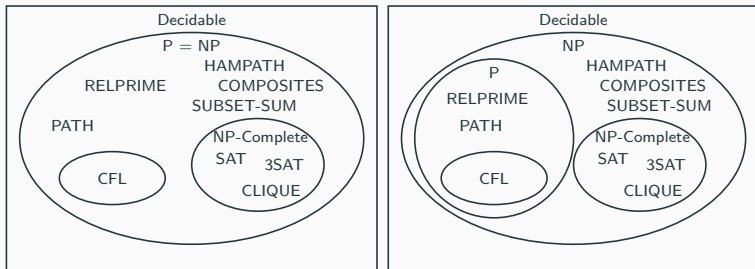 Decidable
P = NP
HAMPATH
RELPRIME
COMPOSITES
SUBSET-SUM
PATH
NP-Complete
SAT
3SAT
CFL
CLIQUE
Decidable
NP
HAMPATH
P
COMPOSITES
RELPRIME
SUBSET-SUM
PATH
NP-Complete
SAT
3SAT
CFL
CLIQUE